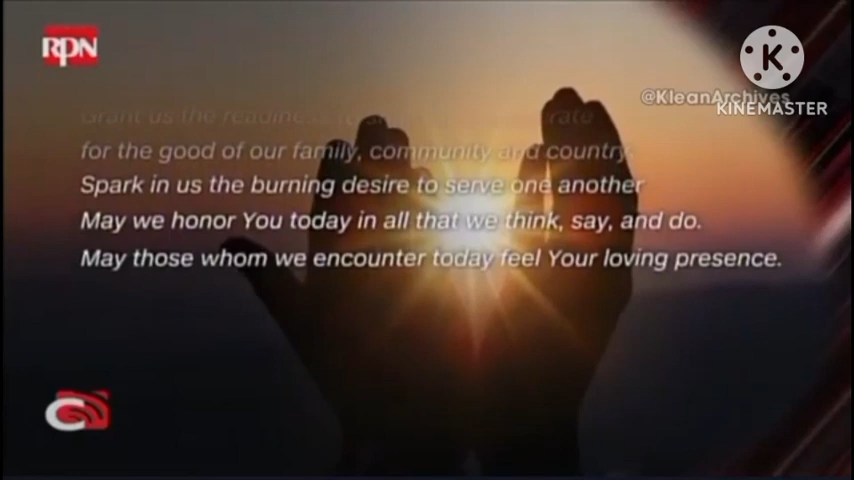 RPN
@KleanArchives
KINEMASTER
Grant us the readiness
for the good of our family, community and country.
Spark in us the burning desire to serve one another
May we honor You today in all that we think, say, and do.
May those whom we encounter today feel Your loving presence.